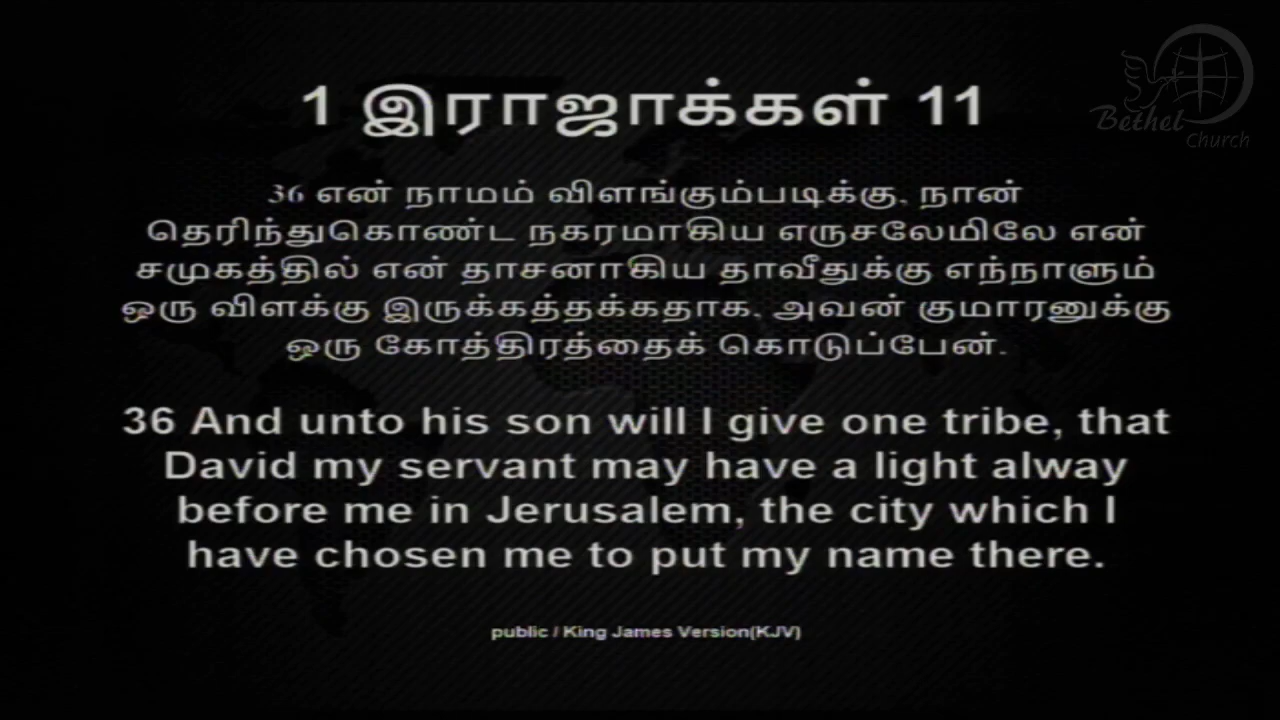 Bethel
Church
1 இராஜாக்கள் 11
36 என் நாமம் விளங்கும்படிக்கு, நான்
தெரிந்துகொண்ட நகரமாகிய எருசலேமிலே என்
சமுகத்தில் என் தாசனாகிய தாவீதுக்கு எந்நாளும்
ஒரு விளக்கு இருக்கத்தக்கதாக, அவன் குமாரனுக்கு
ஒரு கோத்திரத்தைக் கொடுப்பேன்.
36 And unto his son will I give one tribe, that
David my servant may have a light alway
before me in Jerusalem, the city which I
have chosen me to put my name there.
public / King James Version(KJV)